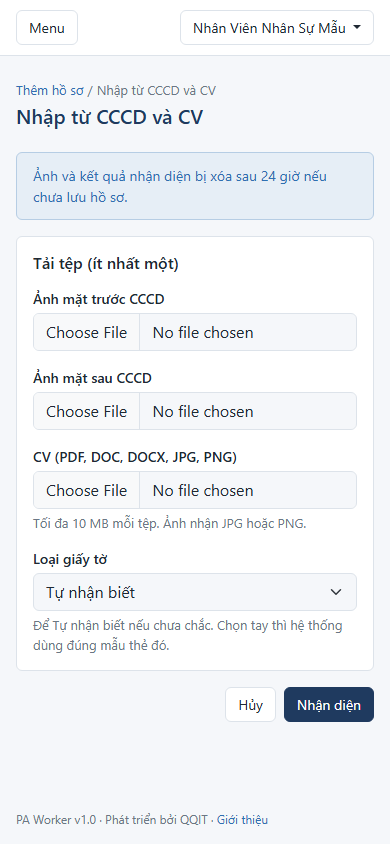 Menu
Nhân Viên Nhân Sự Mẫu
Thêm hồ sơ / Nhập từ CCCD và CV
Nhập từ CCCD và CV
Ảnh và kết quả nhận diện bị xóa sau 24 giờ nếu
chưa lưu hồ sơ.
Tải tệp (ít nhất một)
Ảnh mặt trước CCCD
Choose File No file chosen
Ảnh mặt sau CCCD
Choose File No file chosen
CV (PDF, DOC, DOCX, JPG, PNG)
Choose File No file chosen
Tối đa 10 MB mỗi tệp. Ảnh nhận JPG hoặc PNG.
Loại giấy tờ
Tự nhận biết
Để Tự nhận biết nếu chưa chắc. Chọn tay thì hệ thống
dùng đúng mẫu thẻ đó.
Hủy
Nhận diện
PA Worker v1.0 · Phát triển bởi QQIT · Giới thiệu